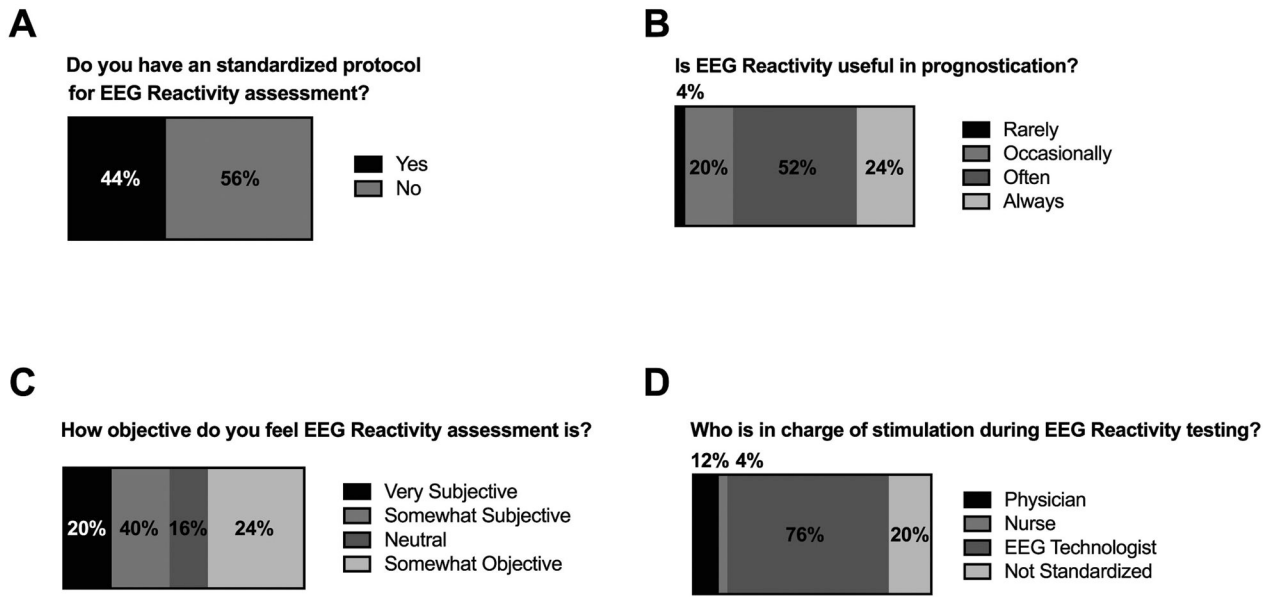 A
Do you have an standardized protocol
for EEG Reactivity assessment?
44%
56%
Yes
No
B
Is EEG Reactivity useful in prognostication?
4%
20%
52%
24%
Rarely
Occasionally
Often
Always
C
How objective do you feel EEG Reactivity assessment is?
20%
40%
16%
24%
Very Subjective
Somewhat Subjective
Neutral
Somewhat Objective
D
Who is in charge of stimulation during EEG Reactivity testing?
12% 4%
76%
20%
Physician
Nurse
EEG Technologist
Not Standardized